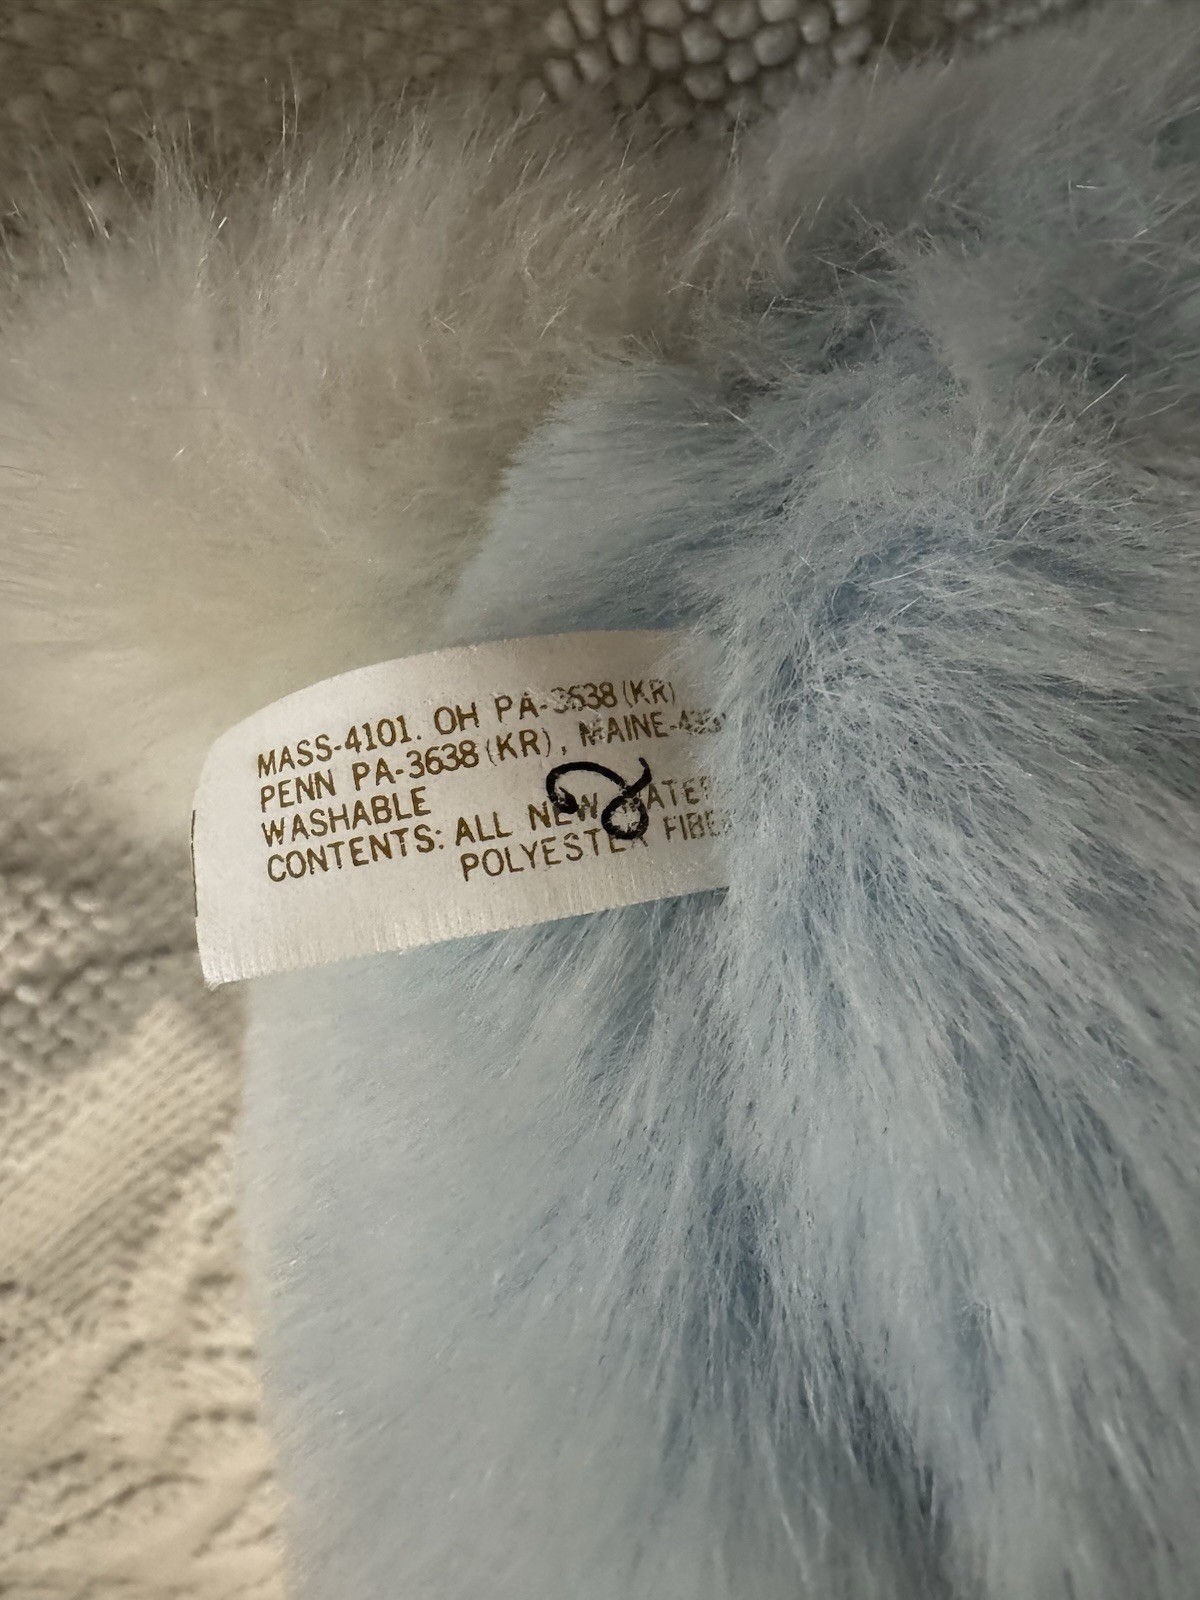 MASS-4101. OH PA-3638 (KR)
PENN PA-3638 (KR), MAINE-
WASHABLE
CONTENTS: ALL NEW
POLYESTER